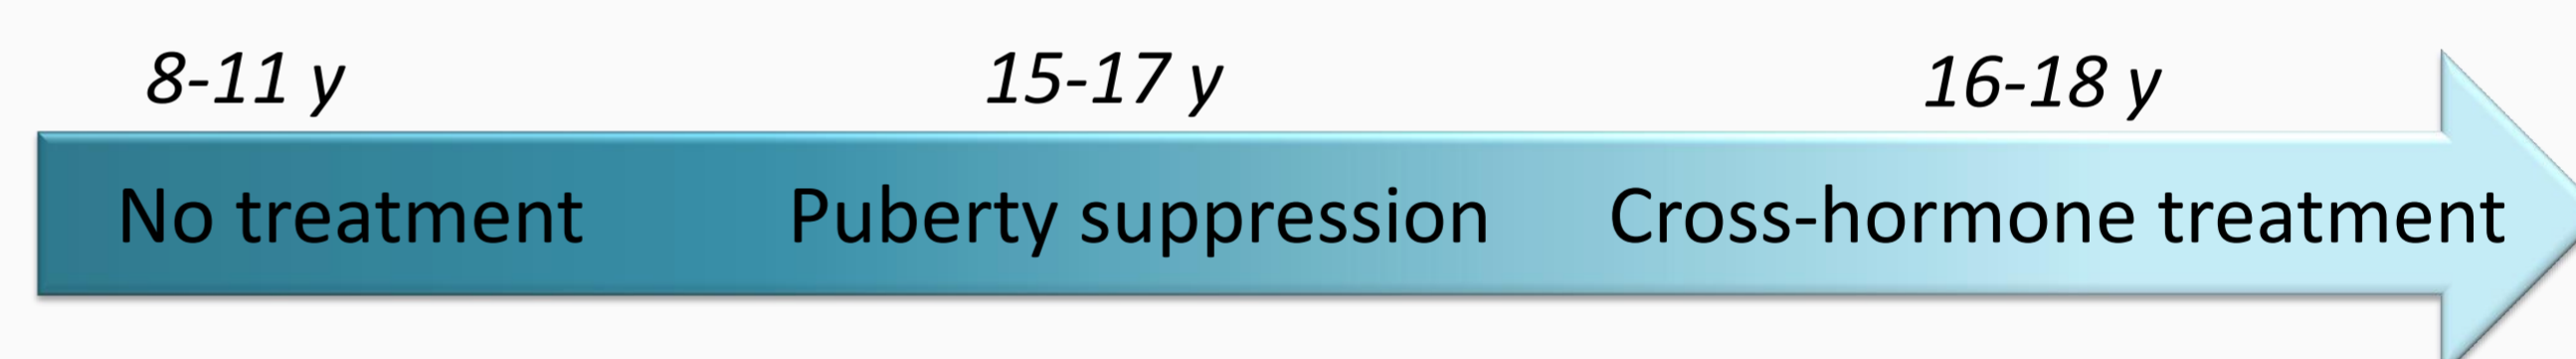 8-11 y 15-17 y 16-18 y
No treatment Puberty suppression Cross-hormone treatment